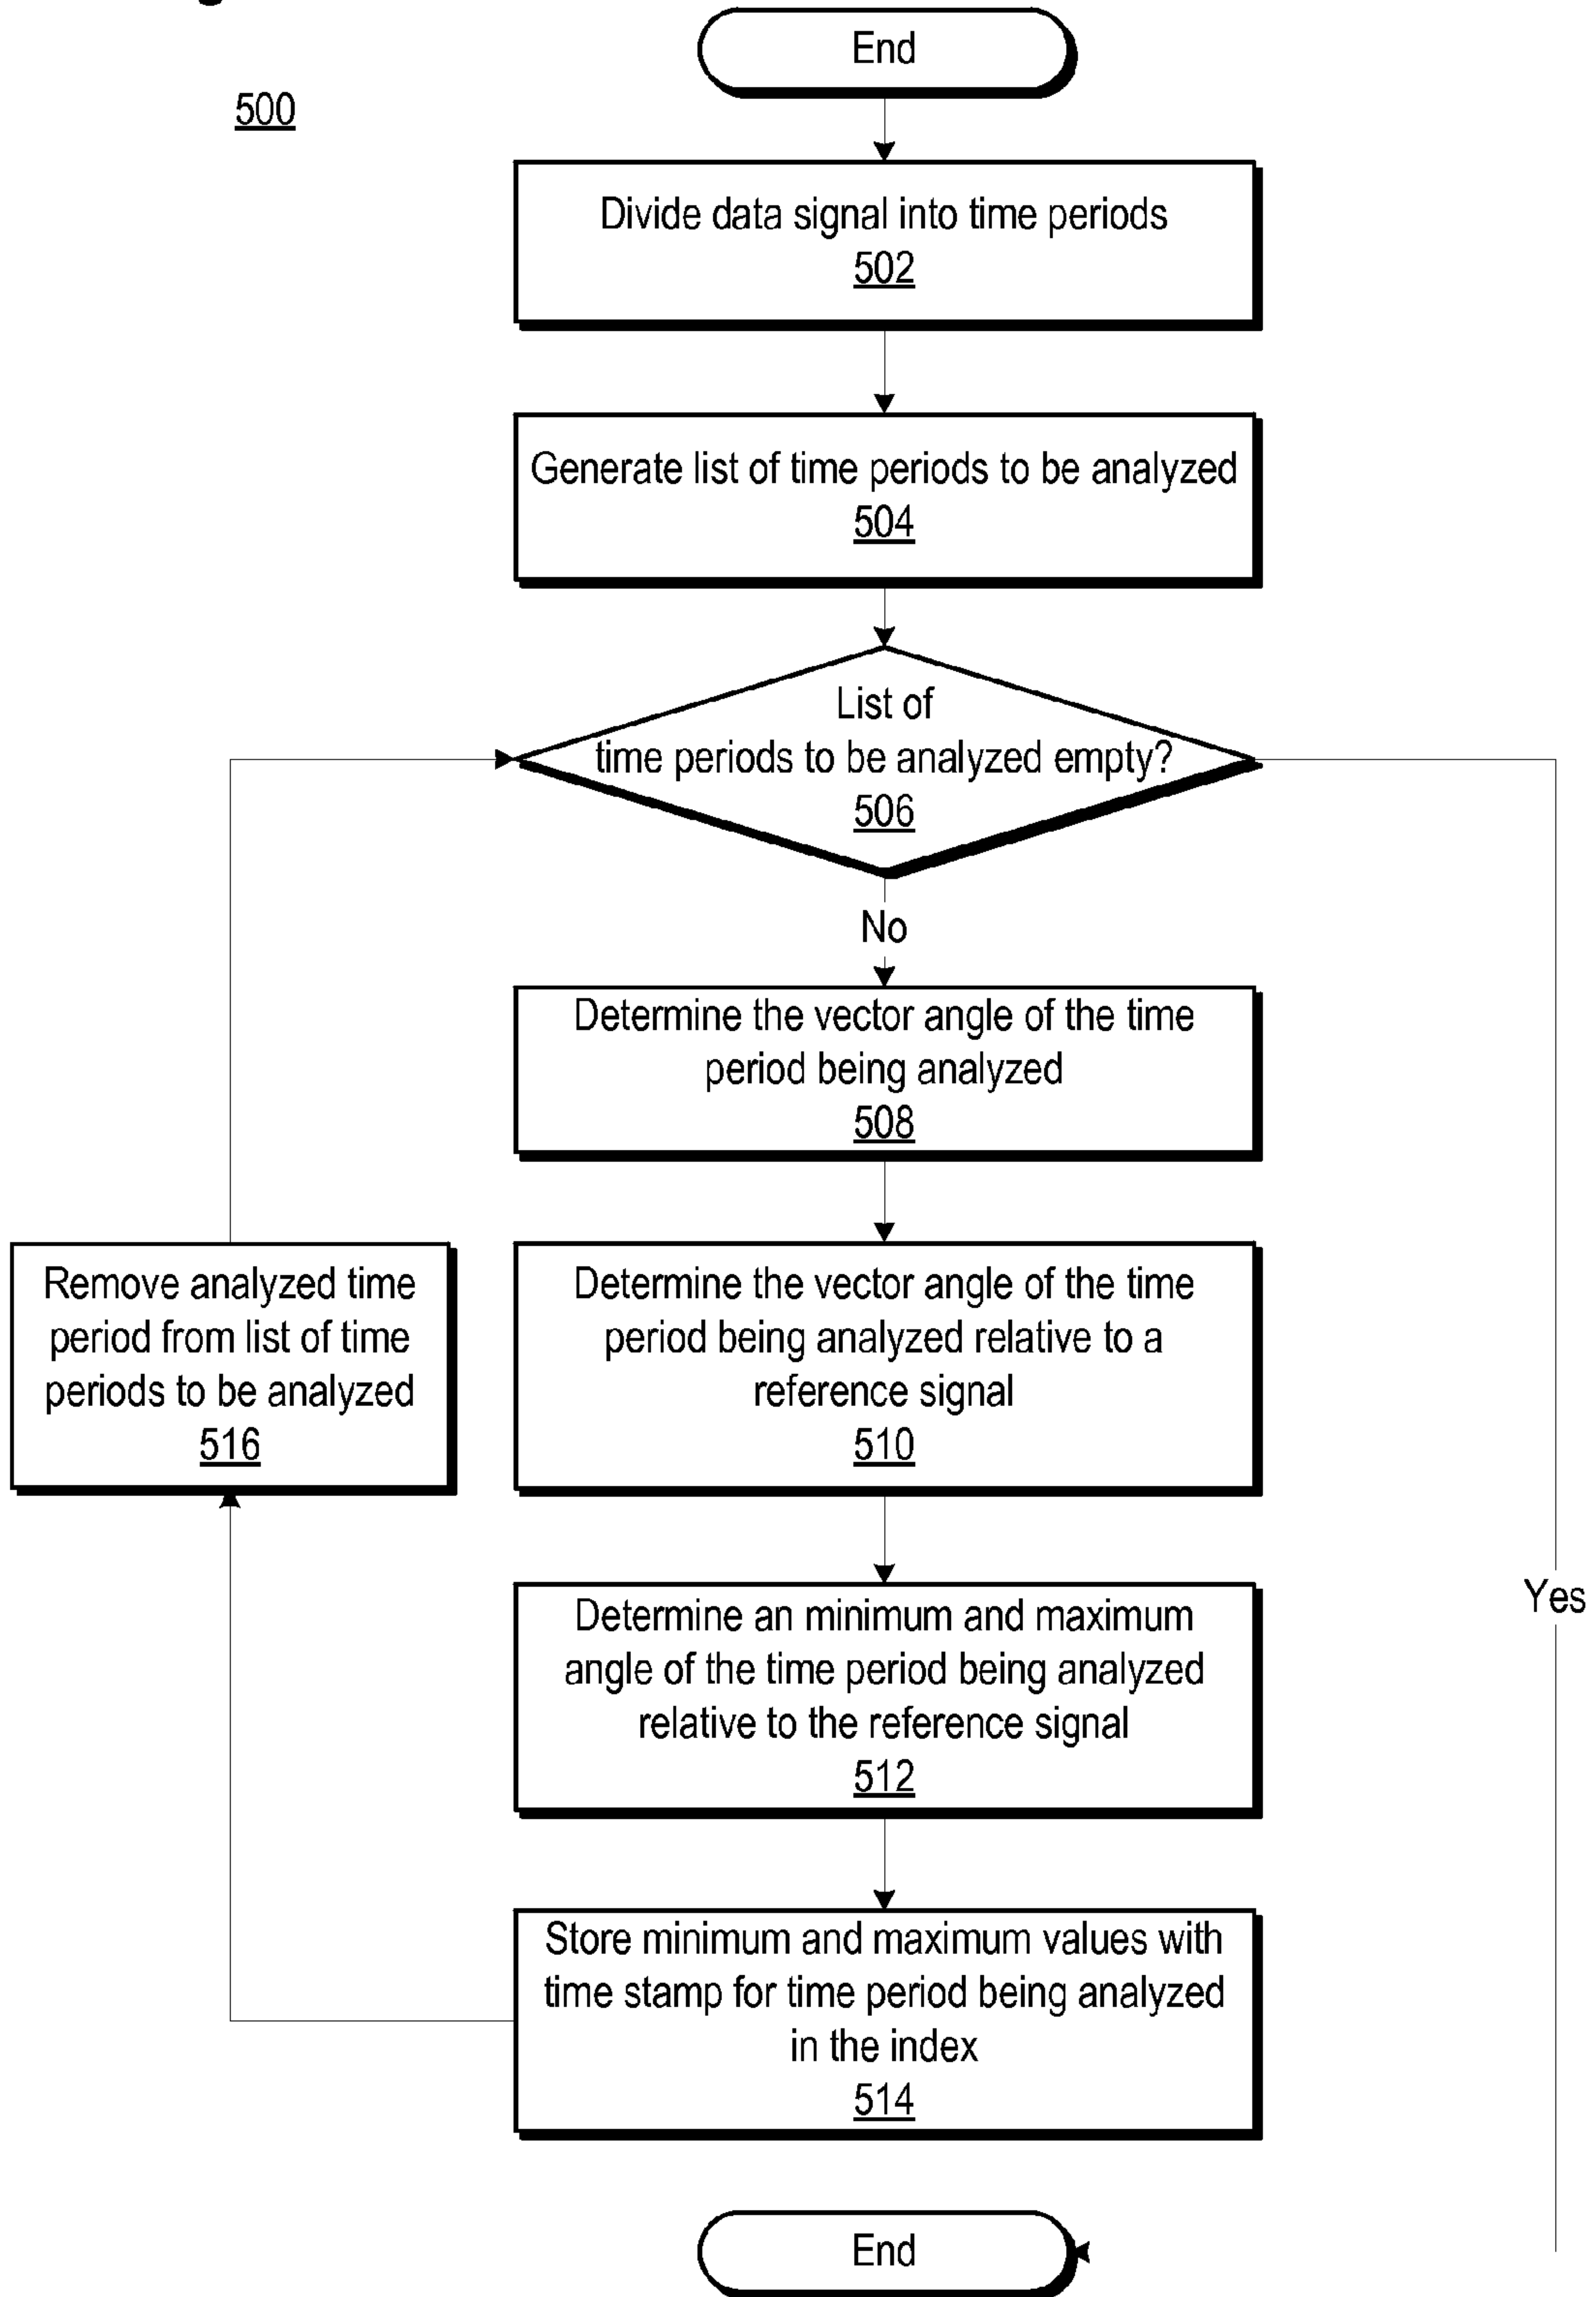 End
500
Divide data signal into time periods
502
Generate list of time periods to be analyzed
504
List of
time periods to be analyzed empty?
506
No
Determine the vector angle of the time
period being analyzed
508
Remove analyzed time
period from list of time
periods to be analyzed
516
Determine the vector angle of the time
period being analyzed relative to a
reference signal
510
Determine an minimum and maximum
angle of the time period being analyzed
relative to the reference signal
512
Yes
Store minimum and maximum values with
time stamp for time period being analyzed
in the index
514
End